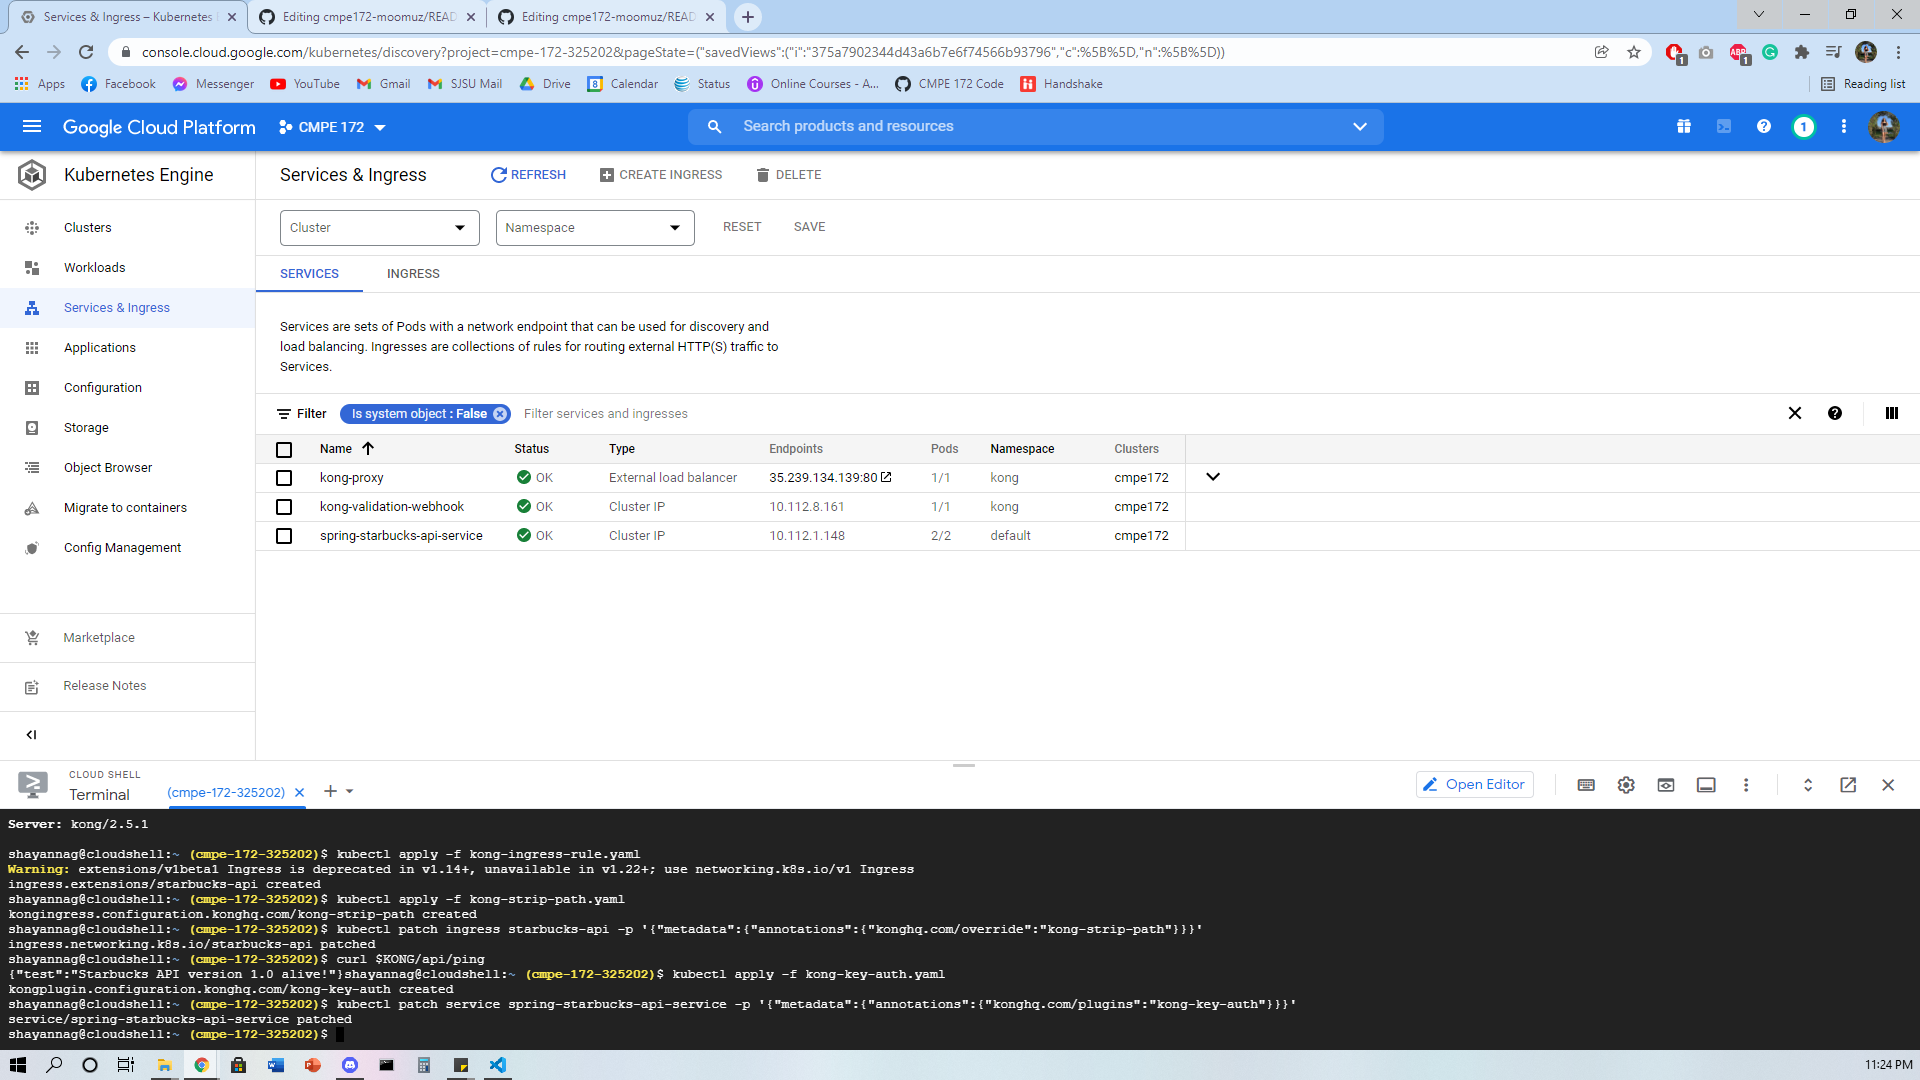 Services & Ingress – Kubernetes
Editing cmpe172-moomuz/READ
Editing cmpe172-moomuz/READ
console.cloud.google.com/kubernetes/discovery?project=cmpe-172-325202&pageState=("savedViews":("i":"375a7902344d43a6b7e6f74566b93796","c":%5B%5D,"n":%5B%5D))
1
ABP
1
Apps
Facebook
Messenger
YouTube
Gmail
SJSU Mail
Drive
Calendar
Status
Online Courses - A...
CMPE 172 Code
Handshake
Reading list
Google Cloud Platform
CMPE 172
Search products and resources
1
Kubernetes Engine
Services & Ingress
REFRESH
CREATE INGRESS
DELETE
Clusters
Workloads
Services & Ingress
Applications
Configuration
Storage
Object Browser
Migrate to containers
Config Management
Marketplace
Release Notes
Cluster
Namespace
RESET
SAVE
SERVICES
INGRESS
Services are sets of Pods with a network endpoint that can be used for discovery and
load balancing. Ingresses are collections of rules for routing external HTTP(S) traffic to
Services.
Filter
Is system object : False
Filter services and ingresses
Name Status Type Endpoints Pods Namespace Clusters
kong-proxy OK External load balancer 35.239.134.139:80 1/1 kong cmpe172
kong-validation-webhook OK Cluster IP 10.112.8.161 1/1 kong cmpe172
spring-starbucks-api-service OK Cluster IP 10.112.1.148 2/2 default cmpe172
CLOUD SHELL
Terminal
(cmpe-172-325202)
Open Editor
Server: kong/2.5.1
shayannag@cloudshell:~ (cmpe-172-325202)$ kubectl apply -f kong-ingress-rule.yaml
Warning: extensions/v1beta1 Ingress is deprecated in v1.14+, unavailable in v1.22+; use networking.k8s.io/v1 Ingress
ingress.extensions/starbucks-api created
shayannag@cloudshell:~ (cmpe-172-325202)$ kubectl apply -f kong-strip-path.yaml
kongingress.configuration.konghq.com/kong-strip-path created
shayannag@cloudshell:~ (cmpe-172-325202)$ kubectl patch ingress starbucks-api -p '{"metadata":{"annotations":{"konghq.com/override":"kong-strip-path"}}}'
ingress.networking.k8s.io/starbucks-api patched
shayannag@cloudshell:~ (cmpe-172-325202)$ curl $KONG/api/ping
{"test":"Starbucks API version 1.0 alive!"}shayannag@cloudshell:~ (cmpe-172-325202)$ kubectl apply -f kong-key-auth.yaml
kongplugin.configuration.konghq.com/kong-key-auth created
shayannag@cloudshell:~ (cmpe-172-325202)$ kubectl patch service spring-starbucks-api-service -p '{"metadata":{"annotations":{"konghq.com/plugins":"kong-key-auth"}}}'
service/spring-starbucks-api-service patched
shayannag@cloudshell:~ (cmpe-172-325202)$
11:24 PM